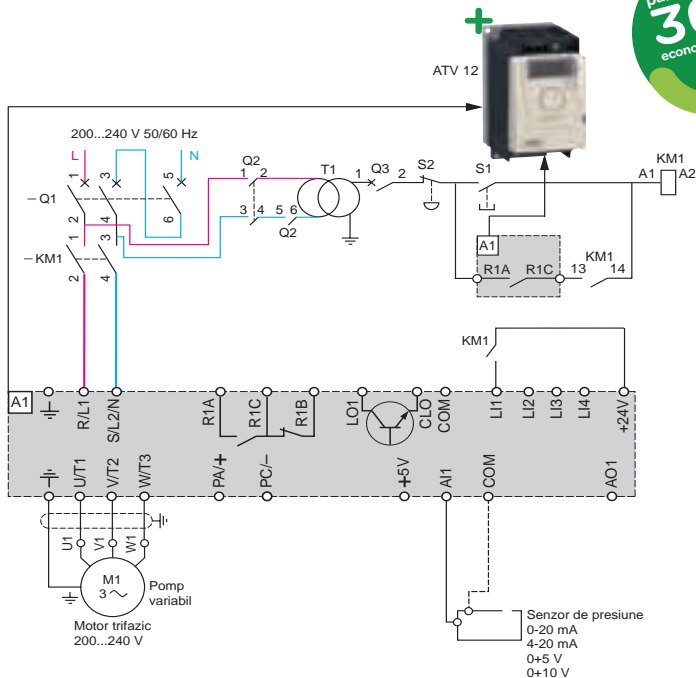 30
econo
ATV 12
200...240 V 50/60 Hz
L N
1 3 5
Q1
2 4 6
1 3
KM1
2 4
Q2
1 2
3 4 5 6
Q2
T1
1 Q3 2
S2
S1
KM1
A1 A2
A1
R1A R1C
KM1
13 14
KM1
A1
R/L1
S/L2/N
R1A
R1C
R1B
LO1
CLO
COM
LI1
LI2
LI3
LI4
+24V
U/T1
V/T2
W/T3
PA/+
PC/–
+5V
AI1
COM
AO1
U1
V1
W1
M1
3
Pomp
variabil
Motor trifazic
200...240 V
Senzor de presiune
0-20 mA
4-20 mA
0+5 V
0+10 V